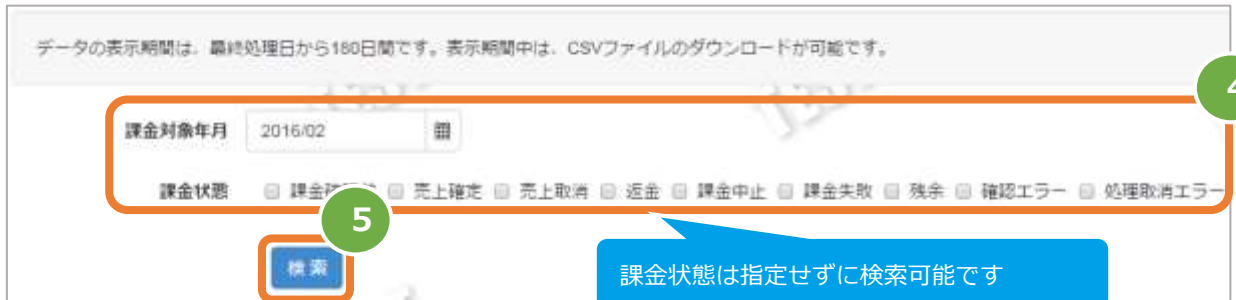 データの表示期間は、最終処理日から180日間です。表示期間中は、CSVファイルのダウンロードが可能です。
4
課金対象年月 2016/02
課金状態 課金 売上確定 売上取消 返金 課金中止 課金失敗 残余 確認エラー 処理取消エラー
5
検索
課金状態は指定せずに検索可能です